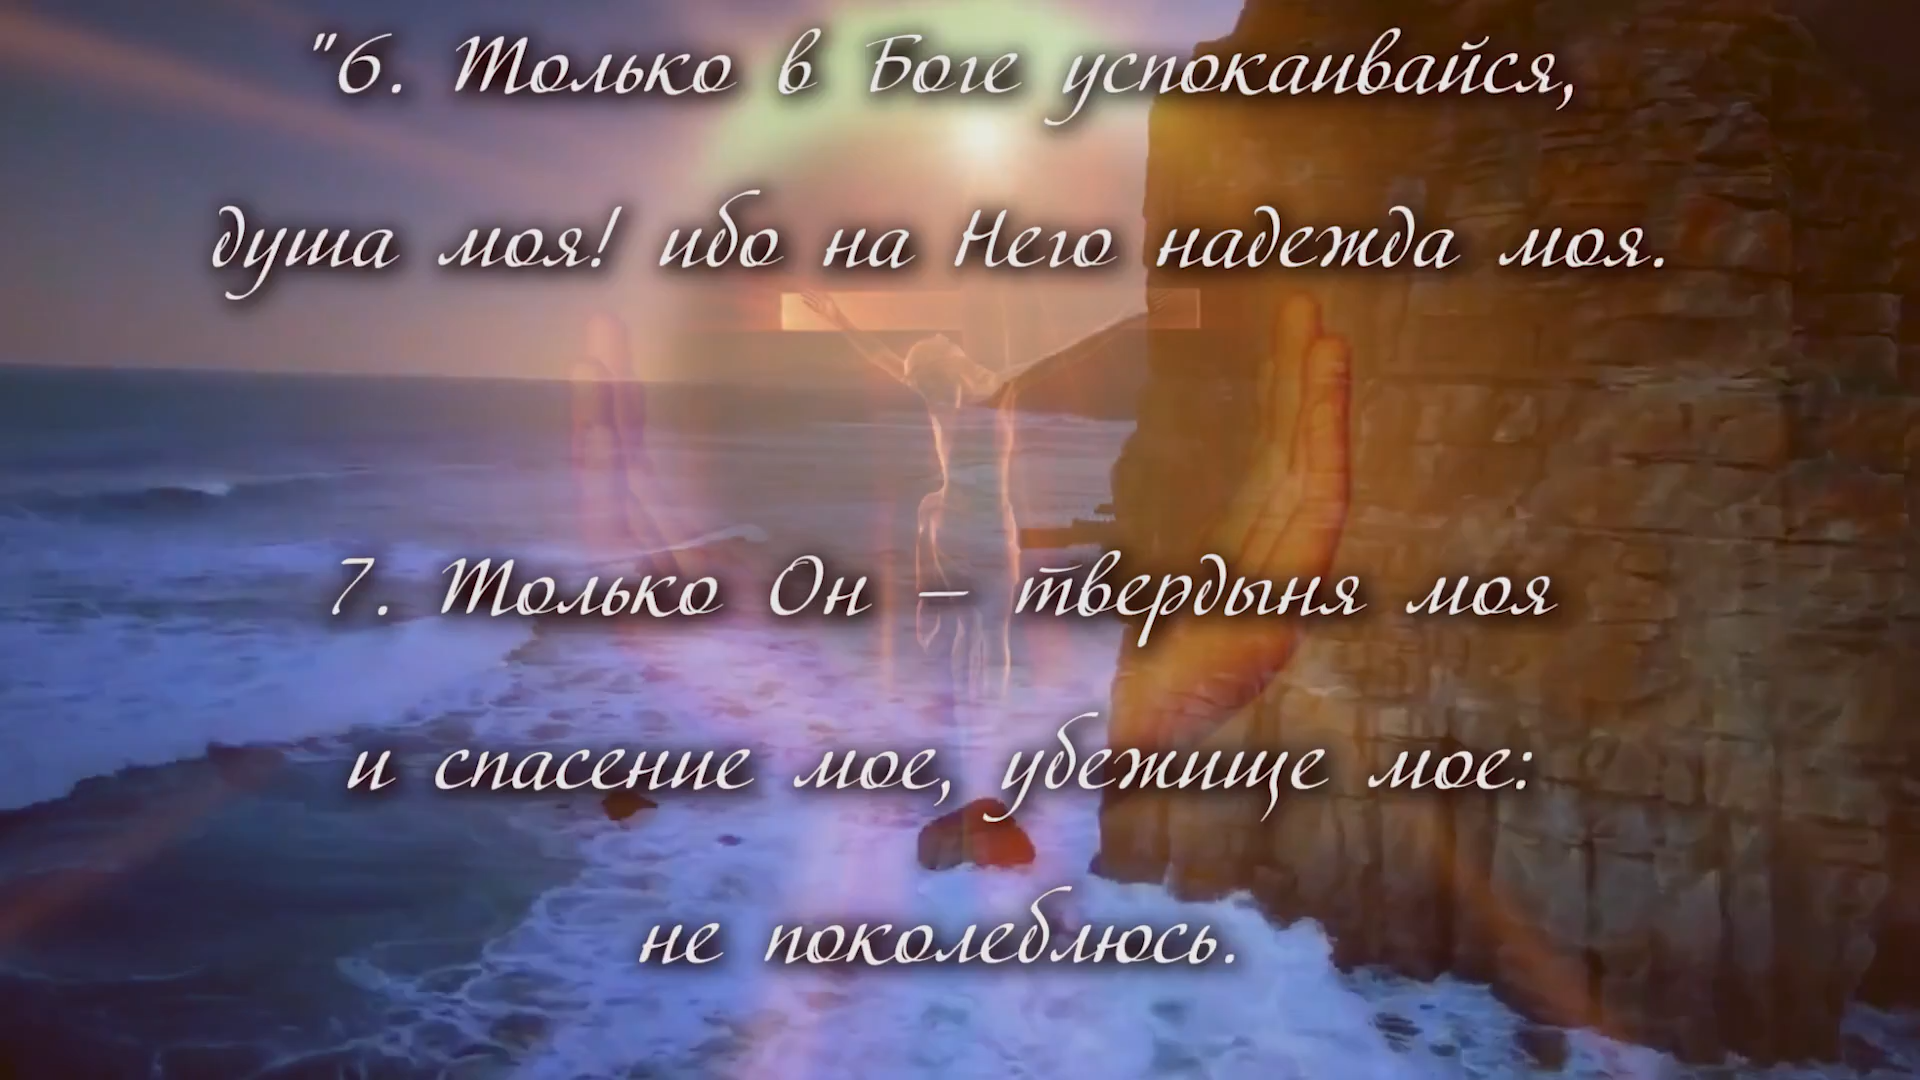 "6. Только в Боге успокаивайся,
душа моя! ибо на Него надежда моя.
7. Только Он – твердыня моя
и спасение мое, убежище мое:
не поколеблюсь.